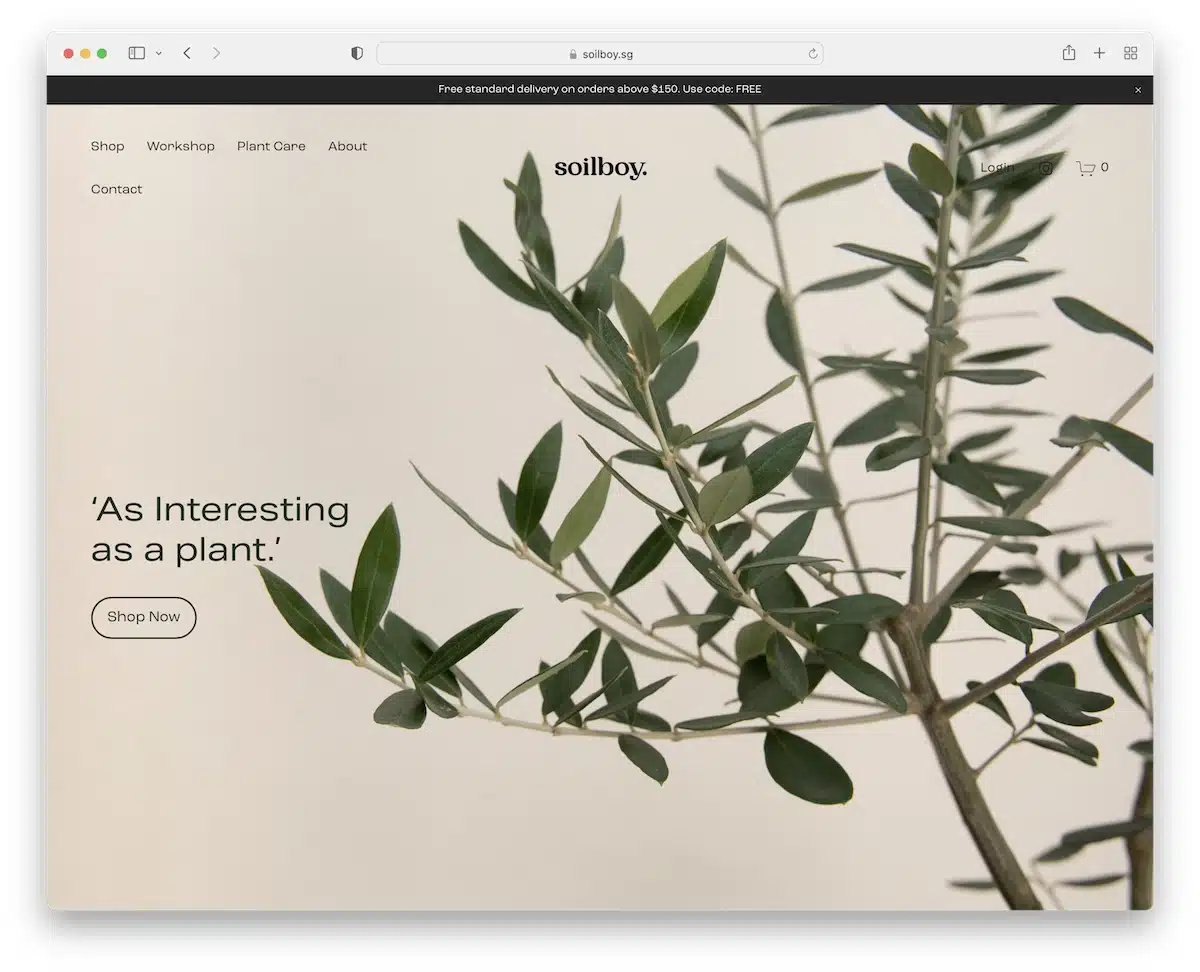 soilboy.sg
Free standard delivery on orders above $150. Use code: FREE
Shop Workshop Plant Care About
Contact
soilboy.
Login 0
‘As Interesting
as a plant.’
Shop Now